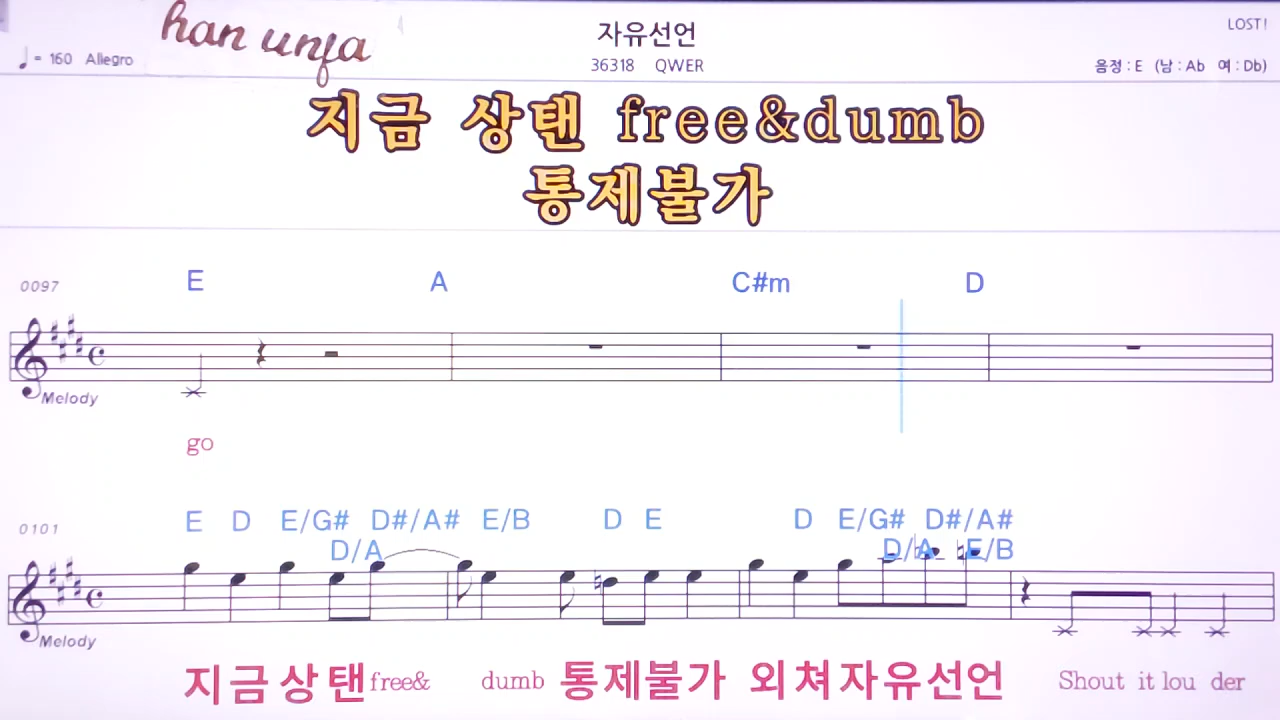 han unfa
자유선언
LOST!
♩= 160 Allegro
36318 QWER
음정 : E (남 : Ab 여 : Db)
지금 상탠 free&dumb
통제불가
0097
E A C#m D
Melody
go
0101
E D E/G# D#/A# E/B D E D E/G# D#/A#
D/A D/A E/B
Melody
지금상탠free& dumb 통제불가 외쳐자유선언 Shout it lou der